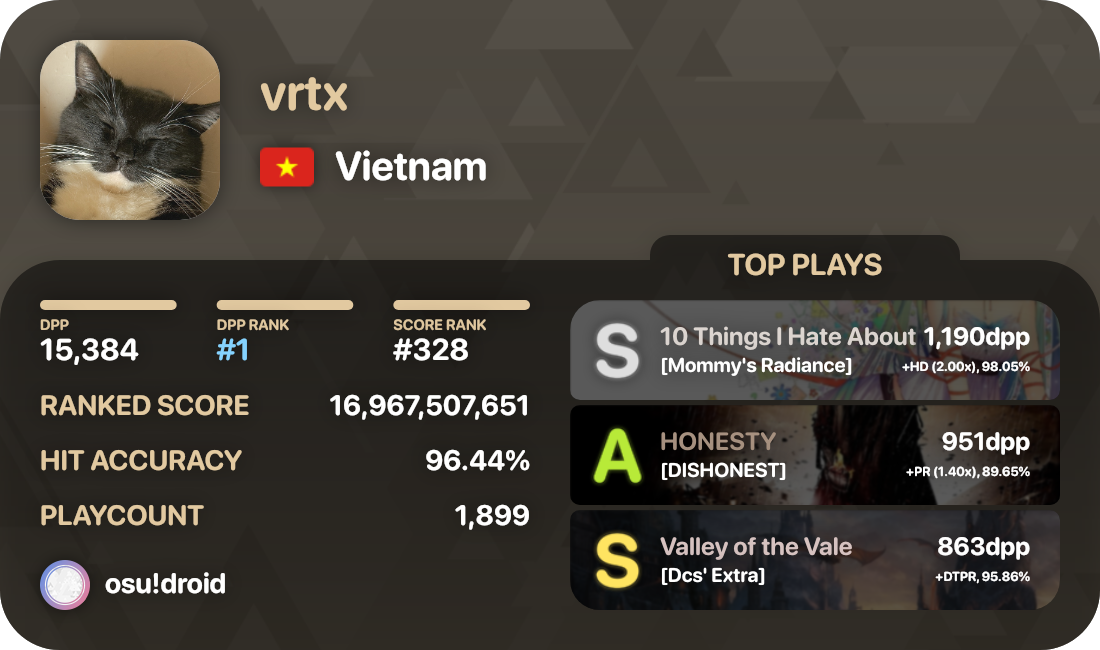 vrtx
Vietnam
DPP
15,384
DPP RANK
#1
SCORE RANK
#328
RANKED SCORE 16,967,507,651
HIT ACCURACY 96.44%
PLAYCOUNT 1,899
osu!droid
TOP PLAYS
S
10 Things I Hate About 1,190dpp
[Mommy's Radiance] +HD (2.00x), 98.05%
A
HONESTY 951dpp
[DISHONEST] +PR (1.40x), 89.65%
S
Valley of the Vale 863dpp
[Dcs' Extra] +DTPR, 95.86%